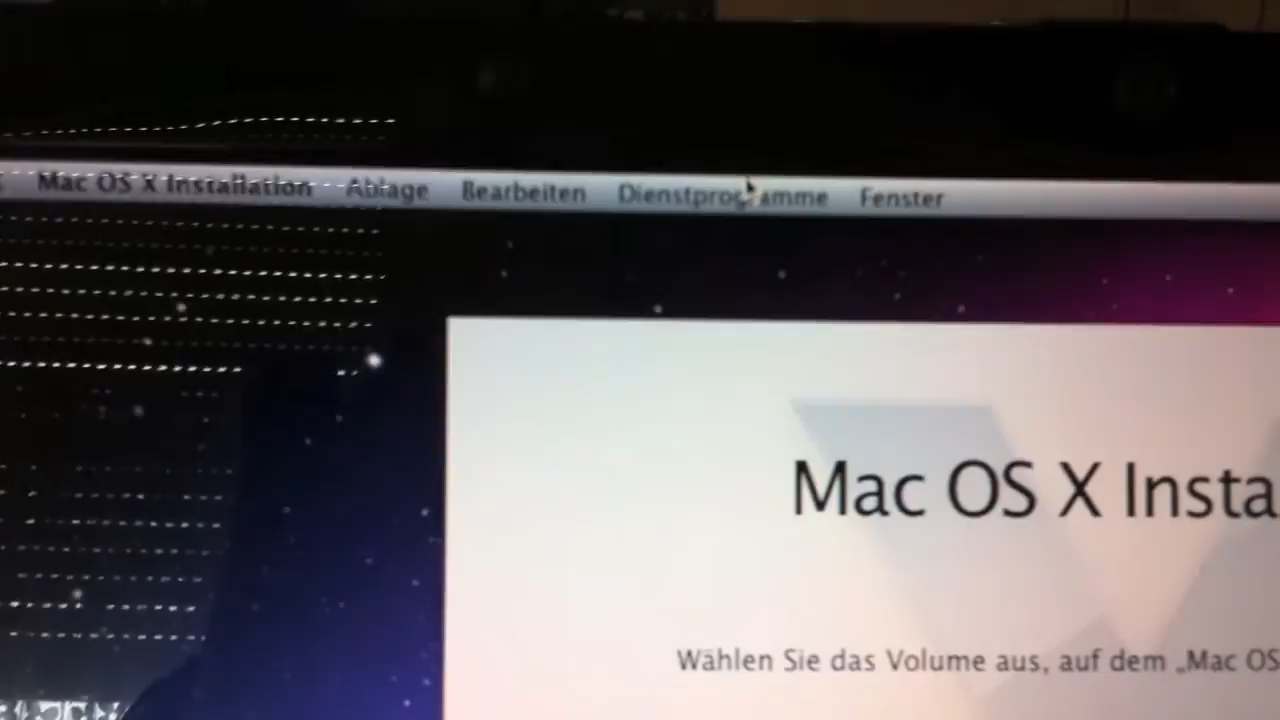 Mac OS X Installation Ablage Bearbeiten Dienstprogramme Fenster
Mac OS X Insta
Wählen Sie das Volume aus, auf dem „Mac OS